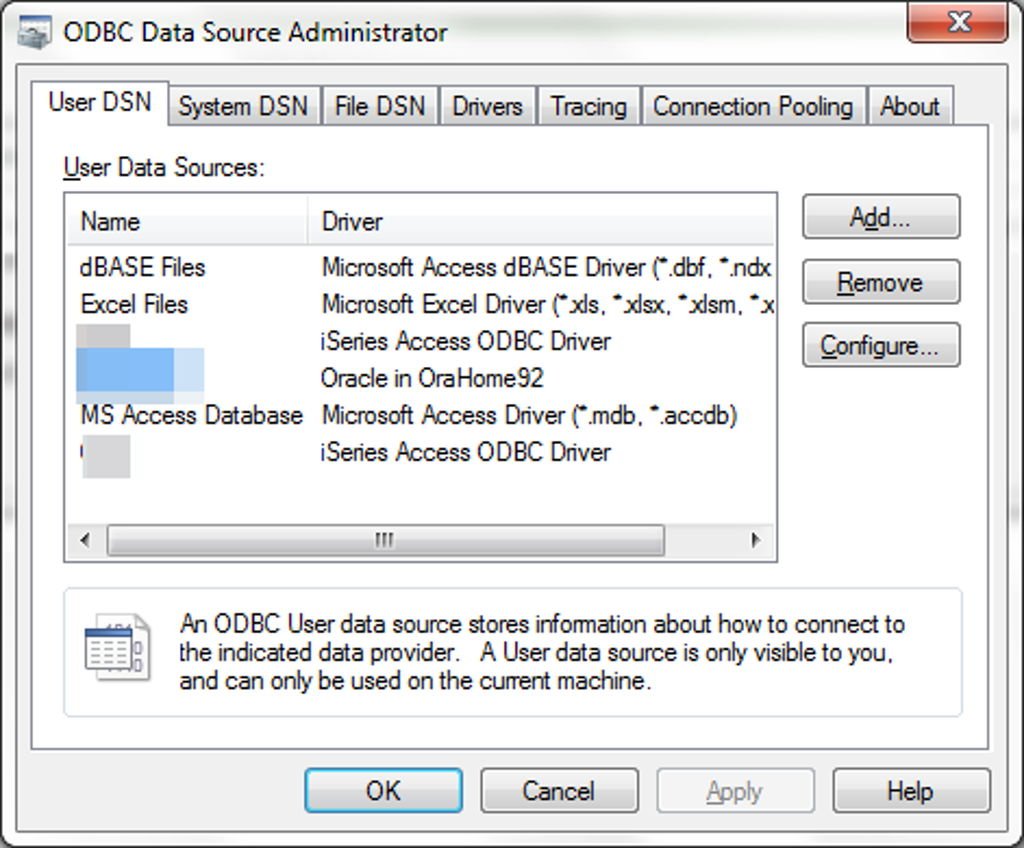 ODBC Data Source Administrator
User DSN System DSN File DSN Drivers Tracing Connection Pooling About
User Data Sources:
Name Driver
dBASE Files Microsoft Access dBASE Driver (*.dbf, *.ndx
Excel Files Microsoft Excel Driver (*.xls, *.xlsx, *.xlsm, *.x
iSeries Access ODBC Driver
Oracle in OraHome92
MS Access Database Microsoft Access Driver (*.mdb, *.accdb)
iSeries Access ODBC Driver
Add...
Remove
Configure...
An ODBC User data source stores information about how to connect to
the indicated data provider. A User data source is only visible to you,
and can only be used on the current machine.
OK Cancel Apply Help